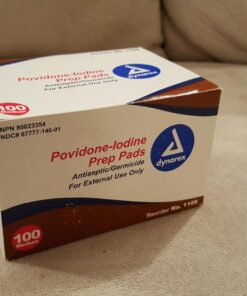 Povidone-Iodine
Prep Pads
Antiseptic/Germicide
For External Use Only
100
NPN 80023354
NDC# 67777-140-01
Povidone-Iodine
Prep Pads
Antiseptic/Germicide
For External Use Only
dynarex
Reorder No. 1108
100
Medium